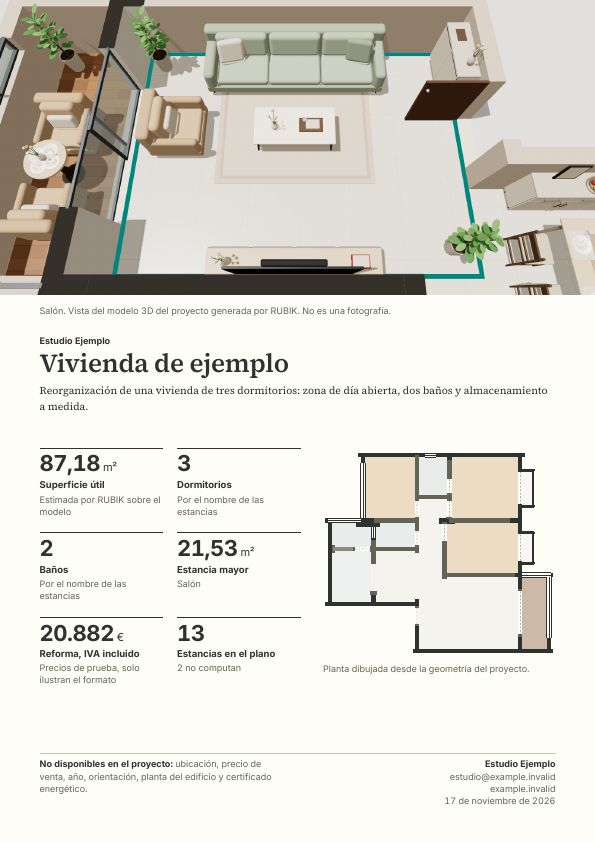 Salón. Vista del modelo 3D del proyecto generada por RUBIK. No es una fotografía.
Estudio Ejemplo
Vivienda de ejemplo
Reorganización de una vivienda de tres dormitorios: zona de día abierta, dos baños y almacenamiento
a medida.
87,18 m²
Superficie útil
Estimada por RUBIK sobre el
modelo
3
Dormitorios
Por el nombre de las
estancias
2
Baños
Por el nombre de las
estancias
21,53 m²
Estancia mayor
Salón
20.882 €
Reforma, IVA incluido
Precios de prueba, solo
ilustran el formato
13
Estancias en el plano
2 no computan
Planta dibujada desde la geometría del proyecto.
No disponibles en el proyecto: ubicación, precio de
venta, año, orientación, planta del edificio y certificado
energético.
Estudio Ejemplo
estudio@example.invalid
example.invalid
17 de noviembre de 2026